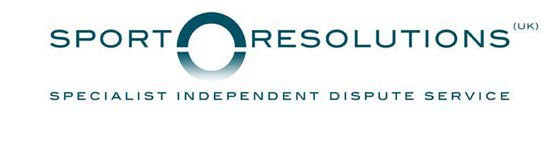 SPORT RESOLUTIONS (UK)
SPECIALIST INDEPENDENT DISPUTE SERVICE